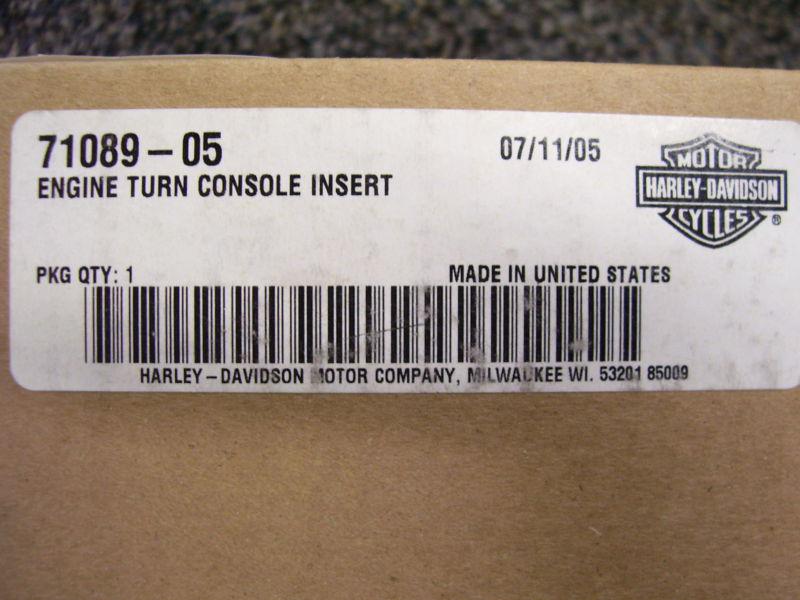 71089 – 05
07/11/05
ENGINE TURN CONSOLE INSERT
MOTOR
HARLEY-DAVIDSON
CYCLES
®
PKG QTY: 1
MADE IN UNITED STATES
HARLEY – DAVIDSON MOTOR COMPANY, MILWAUKEE WI. 53201 85009